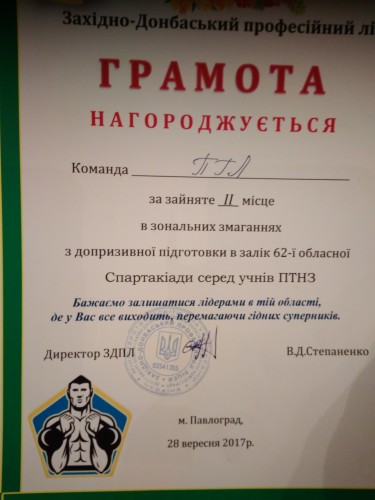 Західно-Донбаський професійний лі
ГРАМОТА
НАГОРОДЖУЄТЬСЯ
Команда ПТЛ
за зайняте II місце
в зональних змаганнях
з допризивної підготовки в залік 62-ї обласної
Спартакіади серед учнів ПТНЗ
Бажаємо залишатися лідерами в тій області,
де у Вас все виходить, перемагаючи гідних суперників.
Директор ЗДПЛ В.Д.Степаненко
м. Павлоград,
28 вересня 2017р.